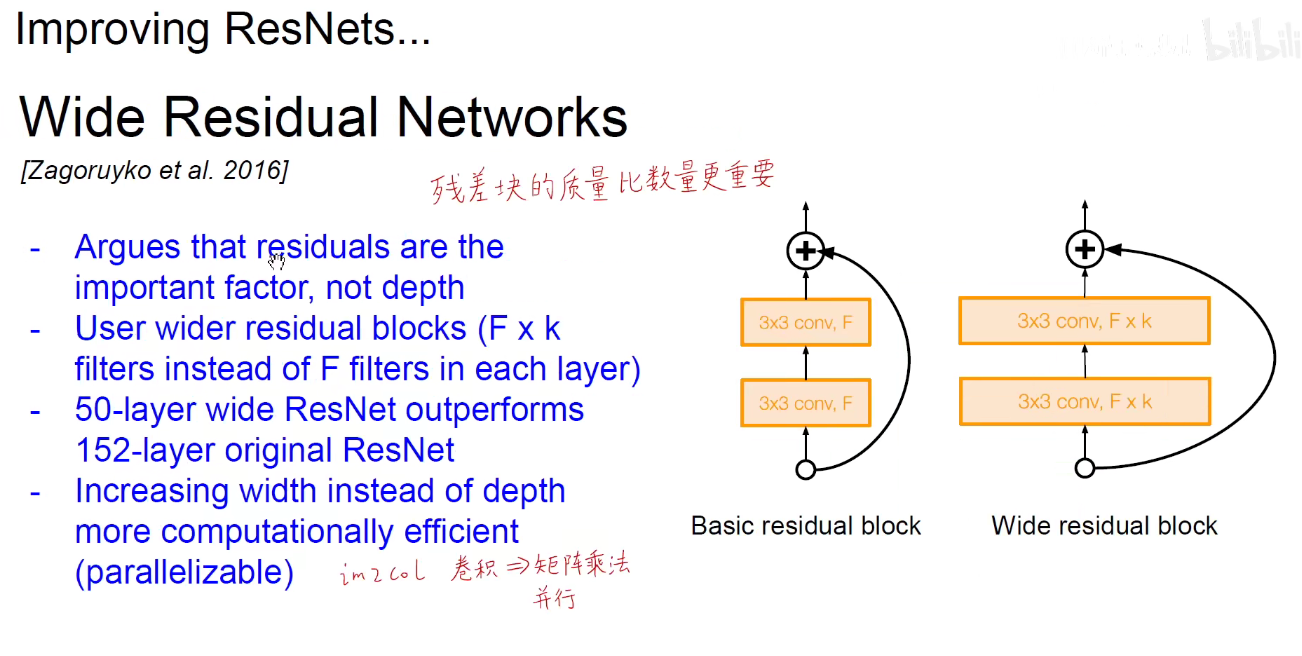 Improving ResNets...
bilibili
Wide Residual Networks
[Zagoruyko et al. 2016]
残差块的质量比数量更重要
- Argues that residuals are the
important factor, not depth
- User wider residual blocks (F x k
filters instead of F filters in each layer)
- 50-layer wide ResNet outperforms
152-layer original ResNet
- Increasing width instead of depth
more computationally efficient
(parallelizable)
im2col 卷积⇒矩阵乘法
并行
+
3x3 conv, F
3x3 conv, F
Basic residual block
+
3x3 conv, F x k
3x3 conv, F x k
Wide residual block